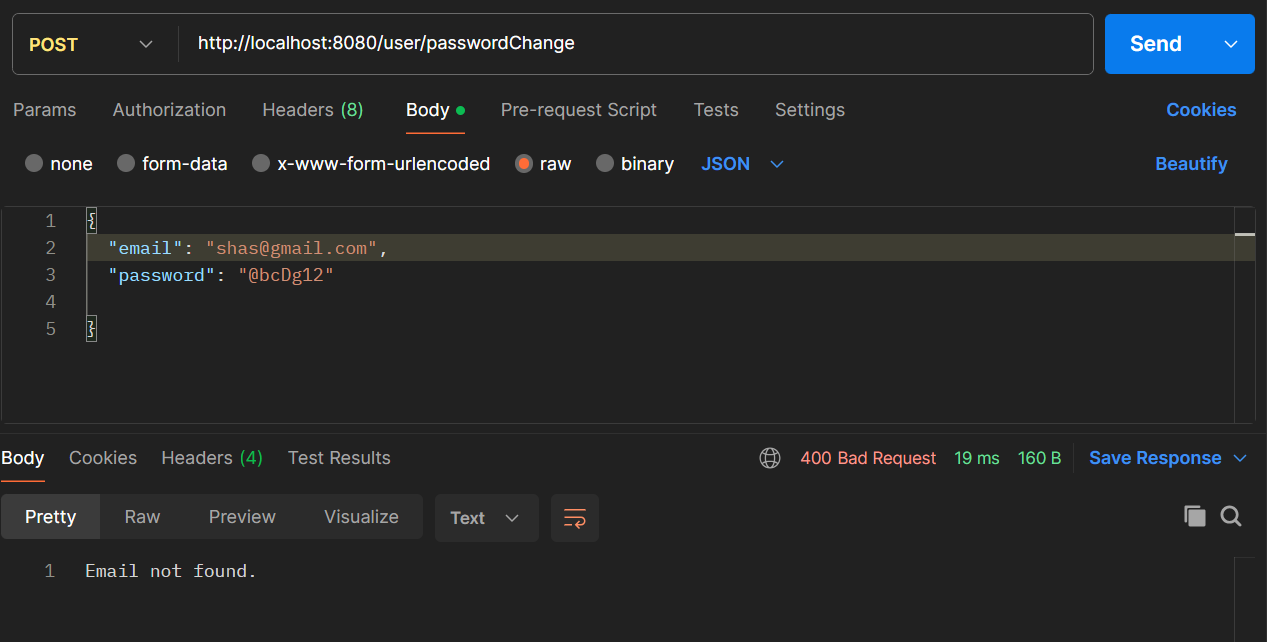 POST http://localhost:8080/user/passwordChange Send
Params Authorization Headers (8) Body Pre-request Script Tests Settings Cookies
none form-data x-www-form-urlencoded raw binary JSON Beautify
1 {
2 "email": "shas@gmail.com",
3 "password": "@bcDg12"
4
5 }
Body Cookies Headers (4) Test Results 400 Bad Request 19 ms 160 B Save Response
Pretty Raw Preview Visualize Text
1 Email not found.